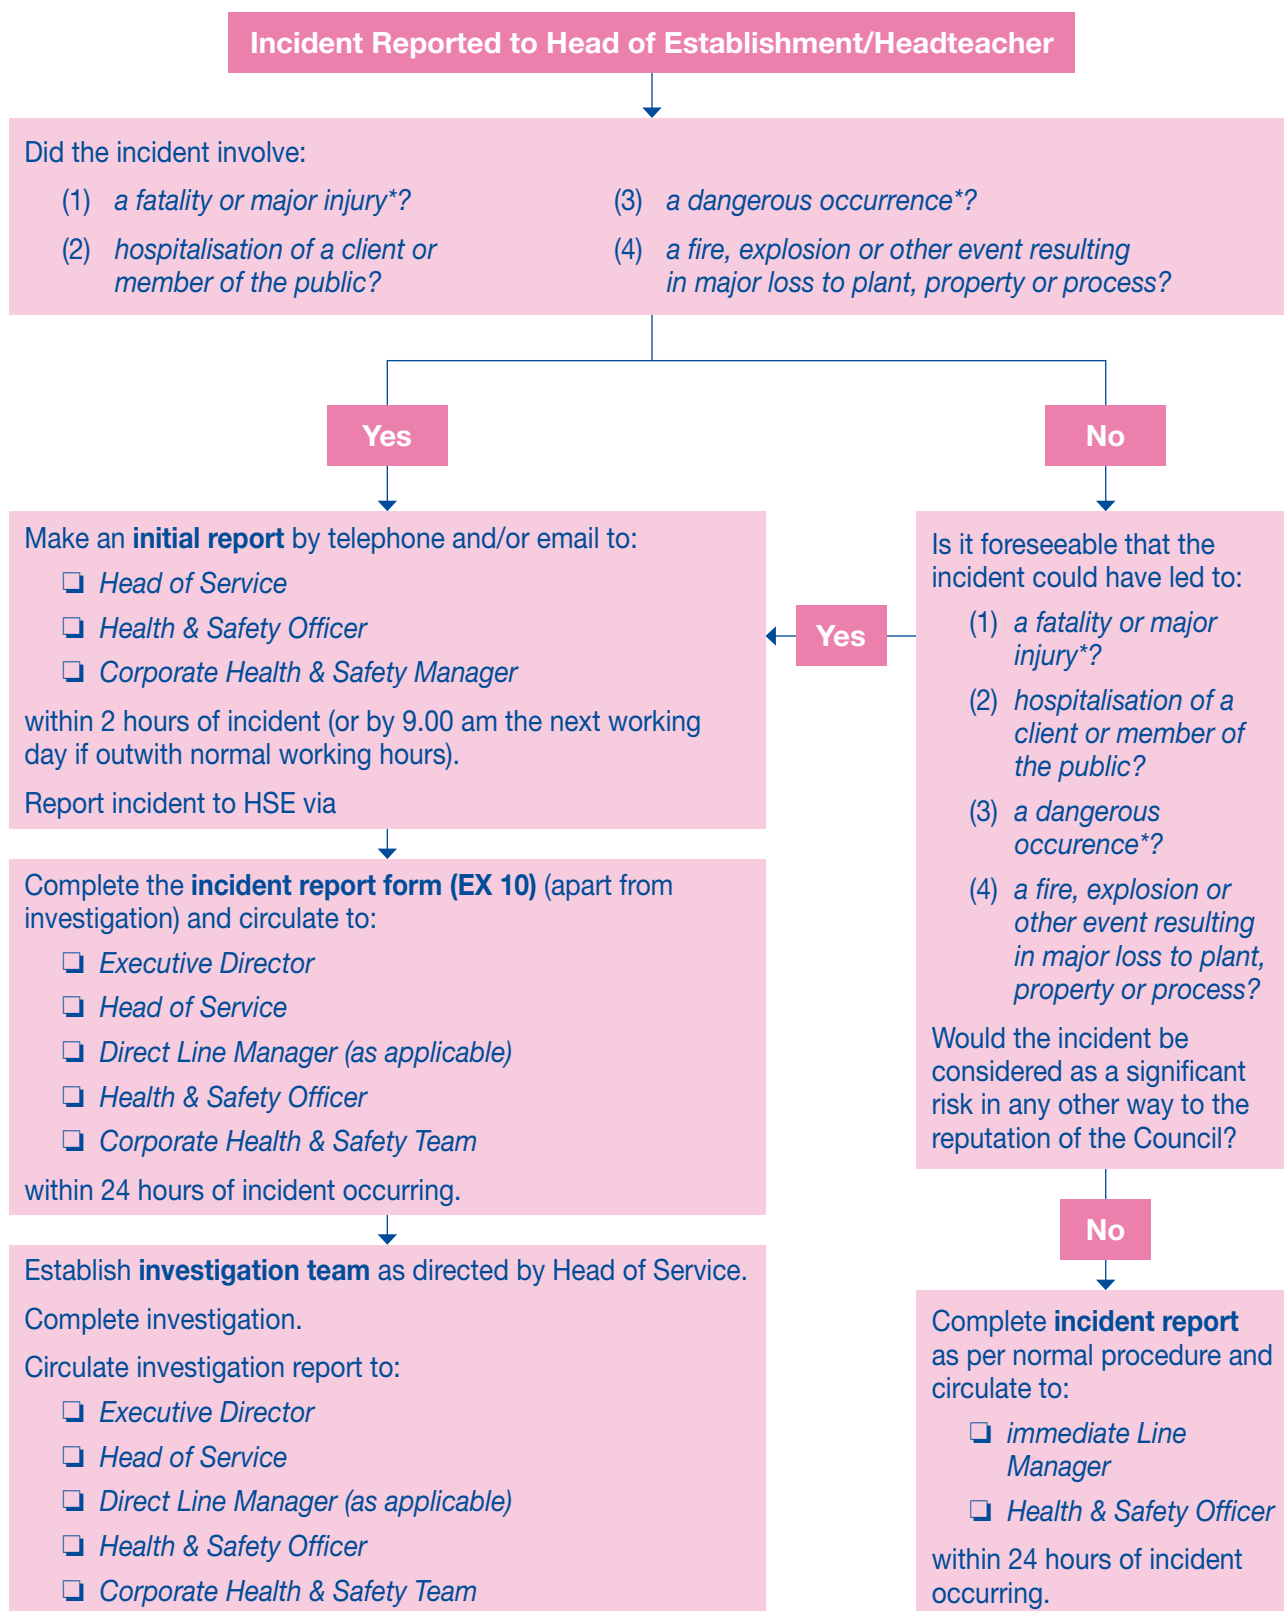 Incident Reported to Head of Establishment/Headteacher
Did the incident involve:
(1) a fatality or major injury*?
(2) hospitalisation of a client or
member of the public?
(3) a dangerous occurrence*?
(4) a fire, explosion or other event resulting
in major loss to plant, property or process?
Yes
No
Make an initial report by telephone and/or email to:
❏ Head of Service
❏ Health & Safety Officer
❏ Corporate Health & Safety Manager
within 2 hours of incident (or by 9.00 am the next working
day if outwith normal working hours).
Report incident to HSE via
Yes
Is it foreseeable that the
incident could have led to:
(1) a fatality or major
injury*?
(2) hospitalisation of a
client or member of
the public?
(3) a dangerous
occurence*?
(4) a fire, explosion or
other event resulting
in major loss to plant,
property or process?
Would the incident be
considered as a significant
risk in any other way to the
reputation of the Council?
Complete the incident report form (EX 10) (apart from
investigation) and circulate to:
❏ Executive Director
❏ Head of Service
❏ Direct Line Manager (as applicable)
❏ Health & Safety Officer
❏ Corporate Health & Safety Team
within 24 hours of incident occurring.
No
Establish investigation team as directed by Head of Service.
Complete investigation.
Circulate investigation report to:
❏ Executive Director
❏ Head of Service
❏ Direct Line Manager (as applicable)
❏ Health & Safety Officer
❏ Corporate Health & Safety Team
Complete incident report
as per normal procedure and
circulate to:
❏ immediate Line
Manager
❏ Health & Safety Officer
within 24 hours of incident
occurring.